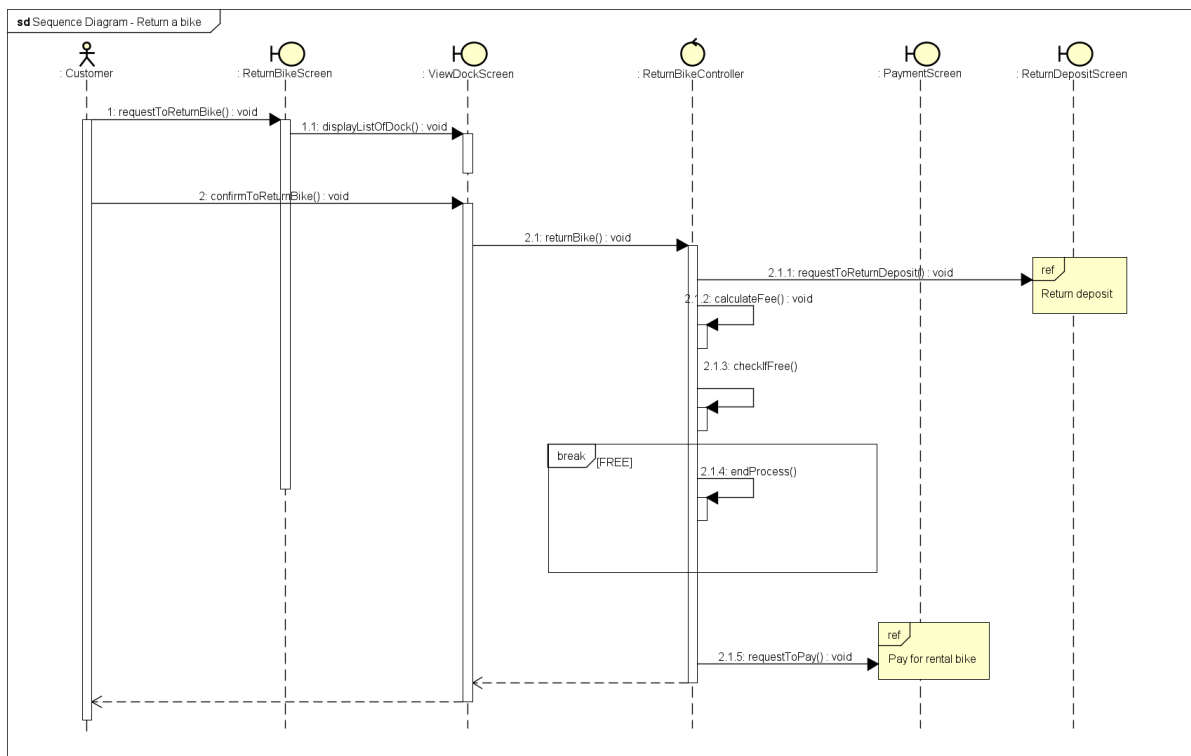 sd Sequence Diagram - Return a bike
: Customer
: ReturnBikeScreen
: ViewDockScreen
: ReturnBikeController
: PaymentScreen
: ReturnDepositScreen
1: requestToReturnBike() : void
1.1: displayListOfDock() : void
2: confirmToReturnBike() : void
2.1: returnBike() : void
2.1.1: requestToReturnDeposit() : void
ref
Return deposit
2.1.2: calculateFee() : void
2.1.3: checkIfFree()
break
[FREE]
2.1.4: endProcess()
ref
Pay for rental bike
2.1.5: requestToPay() : void